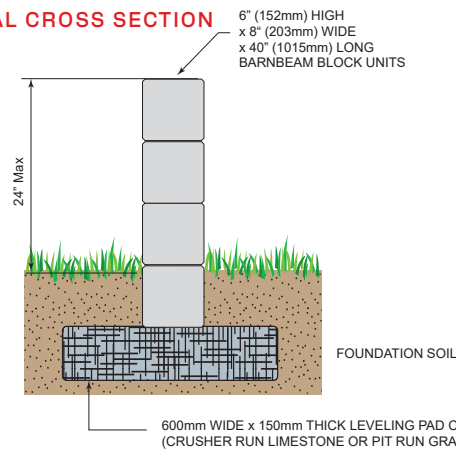 AL CROSS SECTION
6" (152mm) HIGH
x 8" (203mm) WIDE
x 40" (1015mm) LONG
BARNBEAM BLOCK UNITS
24" Max
FOUNDATION SOIL
600mm WIDE x 150mm THICK LEVELING PAD
(CRUSHER RUN LIMESTONE OR PIT RUN GRA